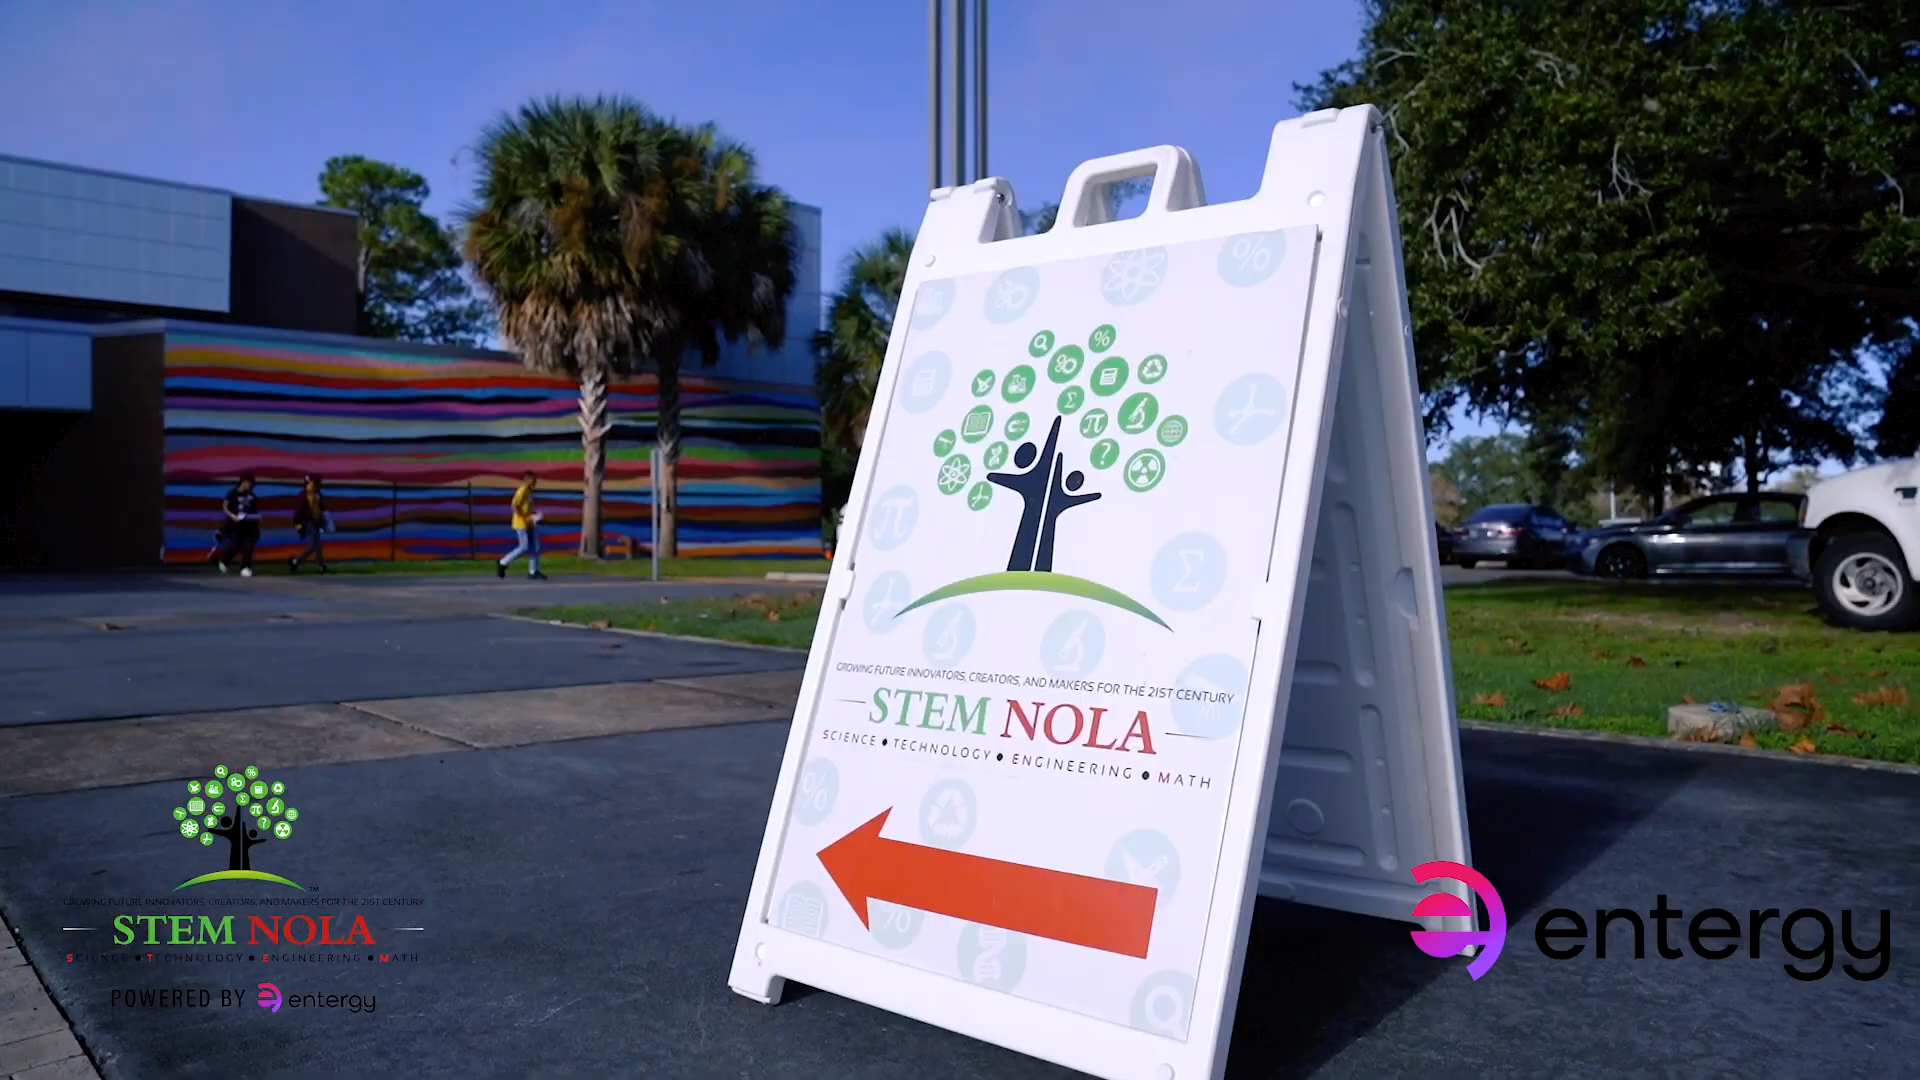 GROWING FUTURE INNOVATORS, CREATORS, AND MAKERS FOR THE 21ST CENTURY
STEM NOLA
SCIENCE • TECHNOLOGY • ENGINEERING • MATH
GROWING FUTURE INNOVATORS, CREATORS, AND MAKERS FOR THE 21ST CENTURY
STEM NOLA
SCIENCE • TECHNOLOGY • ENGINEERING • MATH
POWERED BY entergy
entergy